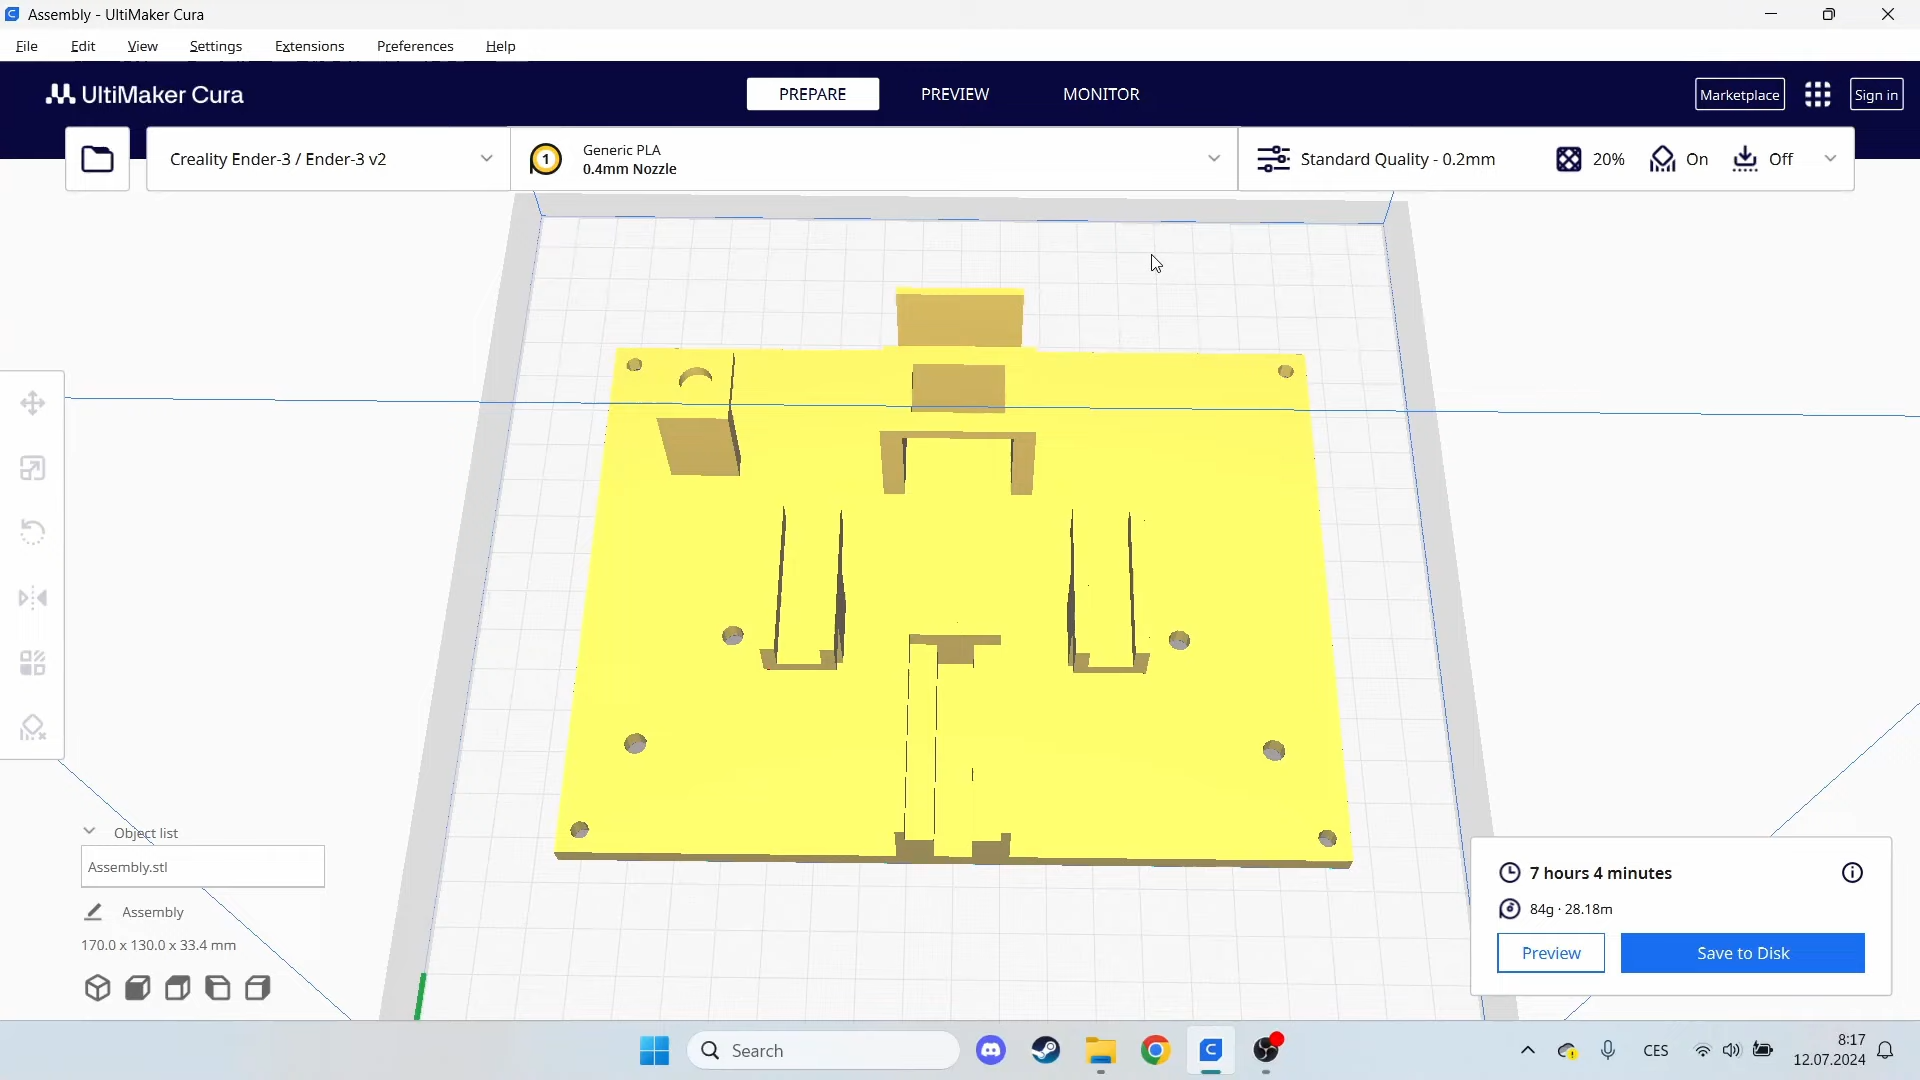 Assembly - UltiMaker Cura
File Edit View Settings Extensions Preferences Help
UltiMaker Cura
PREPARE PREVIEW MONITOR
Marketplace
Sign in
Creality Ender-3 / Ender-3 v2
1
Generic PLA
0.4mm Nozzle
Standard Quality - 0.2mm
20%
On
Off
Object list
Assembly.stl
Assembly
170.0 x 130.0 x 33.4 mm
7 hours 4 minutes
84g · 28.18m
Preview
Save to Disk
Search
CES
8:17
12.07.2024